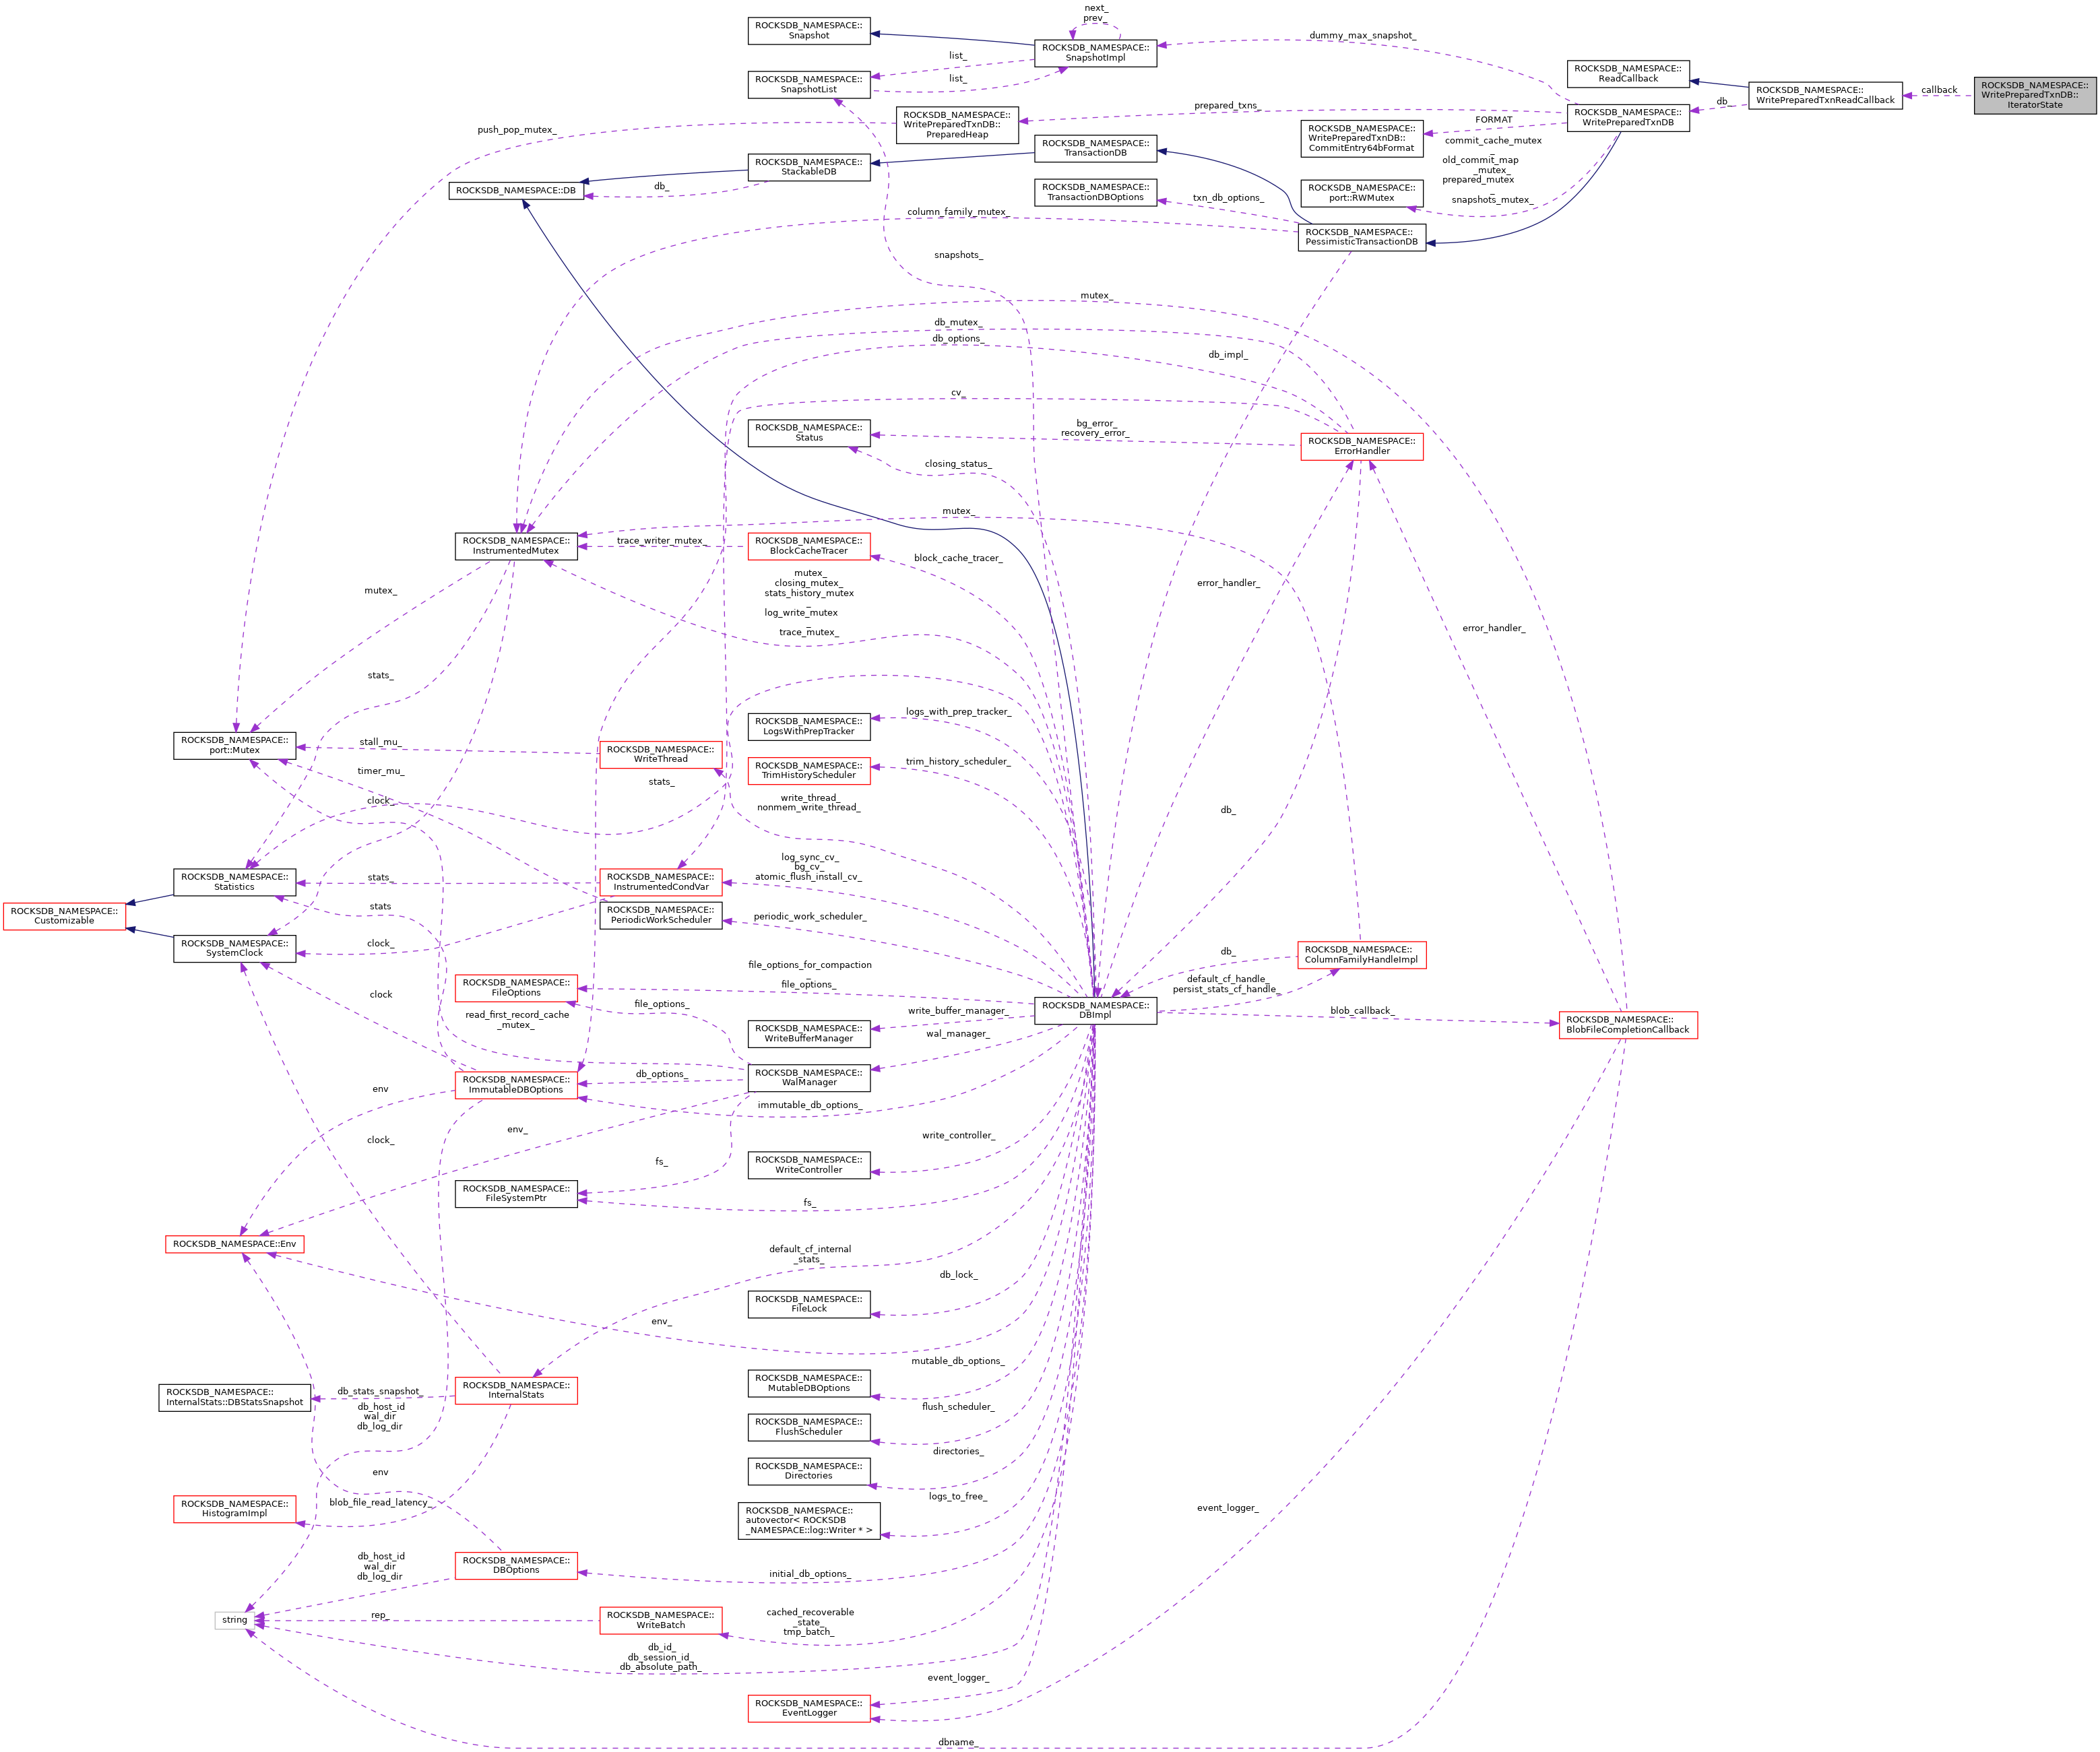 next_
prev_
ROCKSDB_NAMESPACE::
Snapshot
dummy_max_snapshot_
ROCKSDB_NAMESPACE::
SnapshotImpl
list_
ROCKSDB_NAMESPACE::
ReadCallback
ROCKSDB_NAMESPACE::
SnapshotList
list_
ROCKSDB_NAMESPACE::
WritePreparedTxnReadCallback
callback
ROCKSDB_NAMESPACE::
WritePreparedTxnDB::
IteratorState
db_
prepared_txns_
ROCKSDB_NAMESPACE::
WritePreparedTxnDB::
PreparedHeap
ROCKSDB_NAMESPACE::
WritePreparedTxnDB
FORMAT
push_pop_mutex_
ROCKSDB_NAMESPACE::
WritePreparedTxnDB::
CommitEntry64bFormat
commit_cache_mutex
_
old_commit_map
_mutex_
prepared_mutex
_
snapshots_mutex_
ROCKSDB_NAMESPACE::
TransactionDB
ROCKSDB_NAMESPACE::
StackableDB
ROCKSDB_NAMESPACE::DB
db_
ROCKSDB_NAMESPACE::
TransactionDBOptions
txn_db_options_
ROCKSDB_NAMESPACE::
port::RWMutex
column_family_mutex_
ROCKSDB_NAMESPACE::
PessimisticTransactionDB
snapshots_
mutex_
db_mutex_
db_options_
db_impl_
cv_
ROCKSDB_NAMESPACE::
Status
bg_error_
recovery_error_
ROCKSDB_NAMESPACE::
ErrorHandler
closing_status_
mutex_
ROCKSDB_NAMESPACE::
InstrumentedMutex
trace_writer_mutex_
ROCKSDB_NAMESPACE::
BlockCacheTracer
block_cache_tracer_
mutex_
closing_mutex_
stats_history_mutex
_
log_write_mutex
_
trace_mutex_
mutex_
error_handler_
error_handler_
stats_
ROCKSDB_NAMESPACE::
LogsWithPrepTracker
logs_with_prep_tracker_
ROCKSDB_NAMESPACE::
port::Mutex
stall_mu_
ROCKSDB_NAMESPACE::
WriteThread
ROCKSDB_NAMESPACE::
TrimHistoryScheduler
trim_history_scheduler_
timer_mu_
stats_
clock_
write_thread_
nonmem_write_thread_
db_
ROCKSDB_NAMESPACE::
Statistics
stats_
ROCKSDB_NAMESPACE::
InstrumentedCondVar
log_sync_cv_
bg_cv_
atomic_flush_install_cv_
ROCKSDB_NAMESPACE::
Customizable
stats
ROCKSDB_NAMESPACE::
PeriodicWorkScheduler
periodic_work_scheduler_
ROCKSDB_NAMESPACE::
SystemClock
clock_
db_
ROCKSDB_NAMESPACE::
ColumnFamilyHandleImpl
file_options_for_compaction
_
file_options_
default_cf_handle_
persist_stats_cf_handle_
clock
ROCKSDB_NAMESPACE::
FileOptions
file_options_
read_first_record_cache
_mutex_
write_buffer_manager_
ROCKSDB_NAMESPACE::
DBImpl
blob_callback_
ROCKSDB_NAMESPACE::
BlobFileCompletionCallback
ROCKSDB_NAMESPACE::
WriteBufferManager
wal_manager_
ROCKSDB_NAMESPACE::
WalManager
db_options_
ROCKSDB_NAMESPACE::
ImmutableDBOptions
env
immutable_db_options_
env_
clock_
write_controller_
fs_
ROCKSDB_NAMESPACE::
WriteController
ROCKSDB_NAMESPACE::
FileSystemPtr
fs_
ROCKSDB_NAMESPACE::Env
default_cf_internal
_stats_
db_lock_
ROCKSDB_NAMESPACE::
FileLock
env_
mutable_db_options_
ROCKSDB_NAMESPACE::
MutableDBOptions
ROCKSDB_NAMESPACE::
InternalStats
db_stats_snapshot_
ROCKSDB_NAMESPACE::
InternalStats::DBStatsSnapshot
db_host_id
wal_dir
db_log_dir
flush_scheduler_
ROCKSDB_NAMESPACE::
FlushScheduler
directories_
ROCKSDB_NAMESPACE::
Directories
env
logs_to_free_
ROCKSDB_NAMESPACE::
HistogramImpl
blob_file_read_latency_
ROCKSDB_NAMESPACE::
autovector< ROCKSDB
_NAMESPACE::log::Writer * >
event_logger_
db_host_id
wal_dir
db_log_dir
ROCKSDB_NAMESPACE::
DBOptions
initial_db_options_
string
rep_
ROCKSDB_NAMESPACE::
WriteBatch
cached_recoverable
_state_
tmp_batch_
db_id_
db_session_id_
db_absolute_path_
event_logger_
ROCKSDB_NAMESPACE::
EventLogger
dbname_